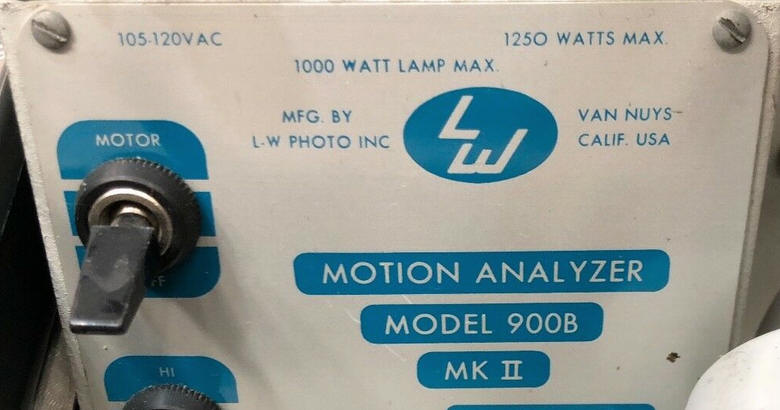 105-120VAC
1250 WATTS MAX.
1000 WATT LAMP MAX.
MFG. BY
L-W PHOTO INC
LW
VAN NUYS
CALIF. USA
MOTOR
MOTION ANALYZER
MODEL 900B
MK II
HI